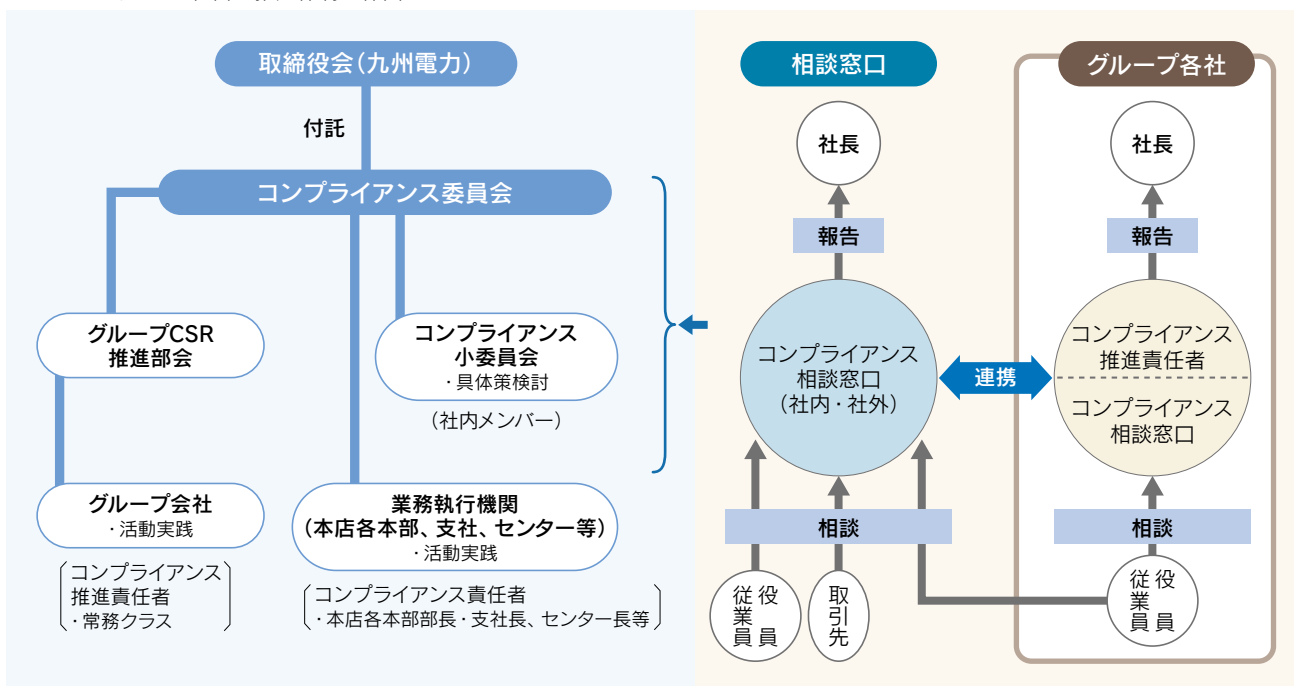 取締役会(九州電力)
付託
コンプライアンス委員会
グループCSR
推進部会
コンプライアンス
小委員会
・具体策検討
(社内メンバー)
グループ会社
・活動実践
コンプライアンス
推進責任者
・常務クラス
業務執行機関
(本店各本部、支社、センター等)
・活動実践
コンプライアンス責任者
・本店各本部部長・支社長、センター長等
相談窓口
社長
報告
コンプライアンス
相談窓口
(社内・社外)
連携
相談
役員
従業員
取引先
グループ各社
社長
報告
コンプライアンス
推進責任者
コンプライアンス
相談窓口
相談
役員
従業員